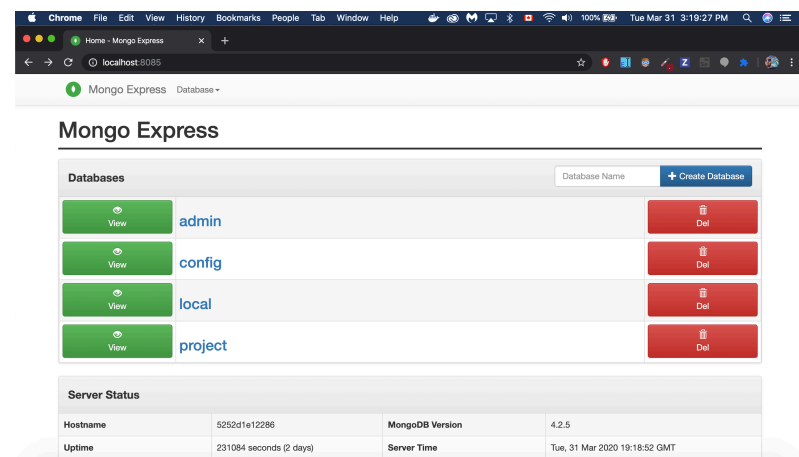 Chrome File Edit View History Bookmarks People Tab Window Help 100% Tue Mar 31 3:19:27 PM
Home - Mongo Express
localhost:8085
Mongo Express Database
Mongo Express
Databases Database Name Create Database
View admin Del
View config Del
View local Del
View project Del
Server Status
Hostname 5252d1e12286 MongoDB Version 4.2.5
Uptime 231084 seconds (2 days) Server Time Tue, 31 Mar 2020 19:18:52 GMT